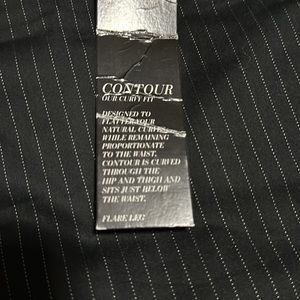 CONTOUR
OUR CURVY FIT
DESIGNED TO
FLATTER YOUR
NATURAL CURVES
WHILE REMAINING
PROPORTIONATE
TO THE WAIST.
CONTOUR IS CURVED
THROUGH THE
HIP AND THIGH AND
SITS JUST BELOW
THE WAIST.
FLARE LEG